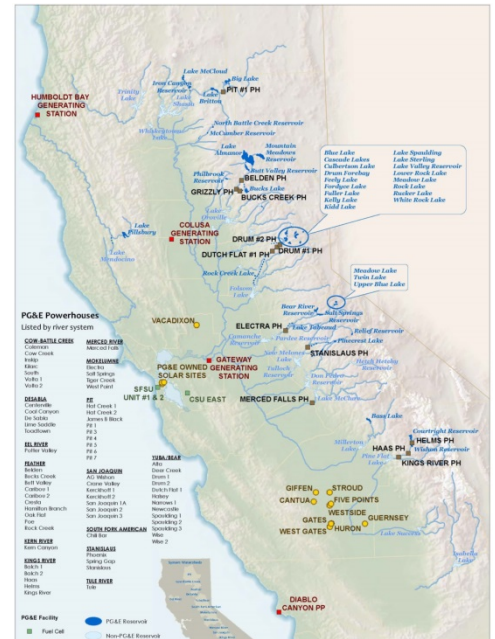 Lake McCloud
Big Lake
Iron Canyon
Reservoir
PIT #1 PH
Lake
Britton
Trinity
Lake
Lake
Shasta
HUMBOLDT BAY
GENERATING
STATION
North Battle Creek Reservoir
McCumber Reservoir
Whiskeytown
Lake
Almanor
Mountain
Meadows
Reservoir
Butt Valley Reservoir
Philbrook
Reservoir
BELDEN PH
GRIZZLY PH
Bucks Lake
BUCKS CREEK PH
Lake
Oroville
Blue Lake
Cascade Lakes
Culbertson Lake
Drum Forebay
Feely Lake
Fordyce Lake
Fuller Lake
Kelly Lake
Kidd Lake
Lake Spaulding
Lake Sterling
Lake Valley Reservoir
Lower Rock Lake
Meadow Lake
Rock Lake
Rucker Lake
White Rock Lake
Lake
Pillsbury
COLUSA
GENERATING
STATION
DRUM #2 PH
DUTCH FLAT #1 PH
DRUM #1 PH
Lake
Mendocino
Rock Creek Lake
Folsom
Lake
Meadow Lake
Twin Lake
Upper Blue Lake
PG&E Powerhouses
Listed by river system
VACADIXON
Bear River
Reservoir
Salt Springs
Reservoir
ELECTRA PH
Lake Tabeaud
Relief Reservoir
Camanche
Reservoir
Pardee Reservoir
Pinecrest Lake
STANISLAUS PH
GATEWAY
GENERATING
STATION
New Melones
Lake
Tulloch
Reservoir
Hetch Hetchy
Reservoir
Don Pedro
Reservoir
PG&E OWNED
SOLAR SITES
SFSU
UNIT #1 & 2
CSU EAST
MERCED FALLS PH
Lake McClure
Bass Lake
Millerton
Lake
Courtright Reservoir
HELMS PH
Wishon Reservoir
HAAS PH
Pine Flat
Lake
KINGS RIVER PH
GIFFEN
STROUD
CANTUA
FIVE POINTS
WESTSIDE
GATES
GUERNSEY
WEST GATES
HURON
Lake Success
Isabella
Lake
DIABLO
CANYON PP
COW-BATTLE CREEK
Coleman
Cow Creek
Inskip
Kilarc
South
Volta 1
Volta 2
DESABLA
Centerville
Coal Canyon
De Sabla
Lime Saddle
Toadtown
EEL RIVER
Potter Valley
FEATHER
Belden
Bucks Creek
Butt Valley
Caribou 1
Caribou 2
Cresta
Hamilton Branch
Oak Flat
Poe
Rock Creek
KERN RIVER
Kern Canyon
KINGS RIVER
Balch 1
Balch 2
Haas
Helms
Kings River
MERCED RIVER
Merced Falls
MOKELUMNE
Electra
Salt Springs
Tiger Creek
West Point
PIT
Hat Creek 1
Hat Creek 2
James B Black
Pit 1
Pit 3
Pit 4
Pit 5
Pit 6
Pit 7
SAN JOAQUIN
AG Wishon
Crane Valley
Kerckhoff 1
Kerckhoff 2
San Joaquin 1A
San Joaquin 2
San Joaquin 3
SOUTH FORK AMERICAN
Chili Bar
STANISLAUS
Phoenix
Spring Gap
Stanislaus
TULE RIVER
Tule
YUBA/BEAR
Alta
Deer Creek
Drum 1
Drum 2
Dutch Flat 1
Halsey
Narrows 1
Newcastle
Spaulding 1
Spaulding 2
Spaulding 3
Wise
Wise 2
PG&E Facility
Fuel Cell
PG&E Reservoir
Non-PG&E Reservoir